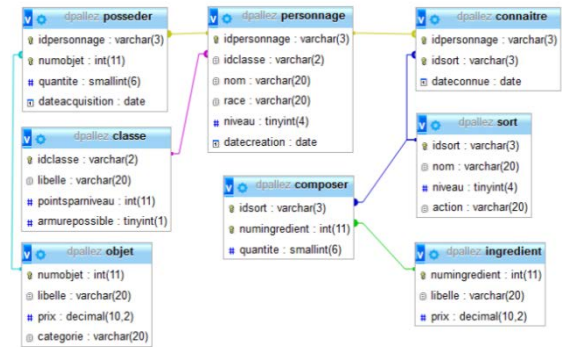 dpallez posseder
idpersonnage : varchar(3)
numobjet : int(11)
# quantite : smallint(6)
dateacquisition : date
dpallez personnage
idpersonnage : varchar(3)
idclasse : varchar(2)
nom : varchar(20)
race : varchar(20)
# niveau : tinyint(4)
datecreation : date
dpallez connaitre
idpersonnage : varchar(3)
idsort : varchar(3)
dateconnue : date
dpallez classe
idclasse : varchar(2)
libelle : varchar(20)
# pointsparniveau : int(11)
# armurepossible : tinyint(1)
dpallez sort
idsort : varchar(3)
nom : varchar(20)
# niveau : tinyint(4)
action : varchar(20)
dpallez composer
idsort : varchar(3)
numingredient : int(11)
# quantite : smallint(6)
dpallez objet
numobjet : int(11)
libelle : varchar(20)
# prix : decimal(10,2)
categorie : varchar(20)
dpallez ingredient
numingredient : int(11)
libelle : varchar(20)
# prix : decimal(10,2)